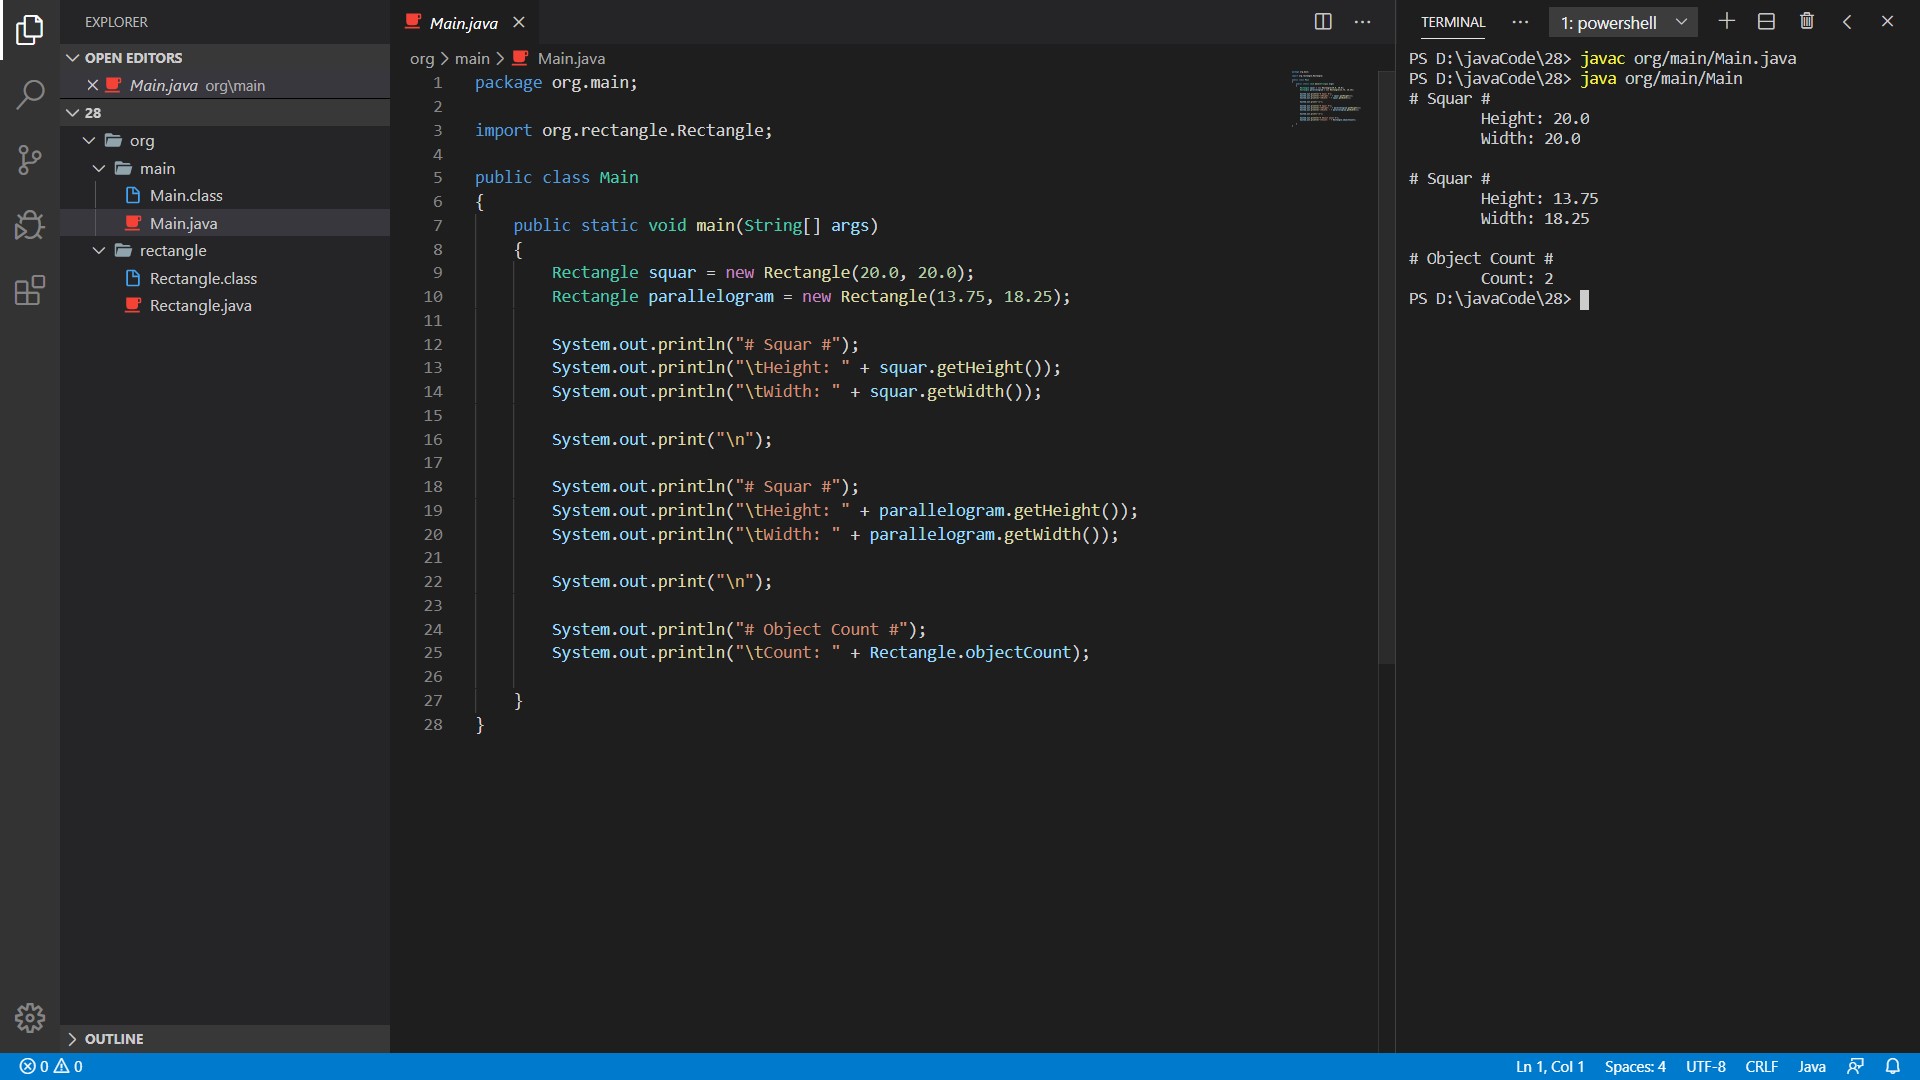 EXPLORER
OPEN EDITORS
Main.java org\main
28
org
main
Main.class
Main.java
rectangle
Rectangle.class
Rectangle.java
OUTLINE
Main.java
org > main > Main.java
1 package org.main;
2
3 import org.rectangle.Rectangle;
4
5 public class Main
6 {
7     public static void main(String[] args)
8     {
9         Rectangle squar = new Rectangle(20.0, 20.0);
10         Rectangle parallelogram = new Rectangle(13.75, 18.25);
11
12         System.out.println("# Squar #");
13         System.out.println("\tHeight: " + squar.getHeight());
14         System.out.println("\tWidth: " + squar.getWidth());
15
16         System.out.print("\n");
17
18         System.out.println("# Squar #");
19         System.out.println("\tHeight: " + parallelogram.getHeight());
20         System.out.println("\tWidth: " + parallelogram.getWidth());
21
22         System.out.print("\n");
23
24         System.out.println("# Object Count #");
25         System.out.println("\tCount: " + Rectangle.objectCount);
26
27     }
28 }
TERMINAL ··· 1: powershell
PS D:\javaCode\28> javac org/main/Main.java
PS D:\javaCode\28> java org/main/Main
# Squar #
        Height: 20.0
        Width: 20.0

# Squar #
        Height: 13.75
        Width: 18.25

# Object Count #
        Count: 2
PS D:\javaCode\28>
0 0 Ln 1, Col 1 Spaces: 4 UTF-8 CRLF Java